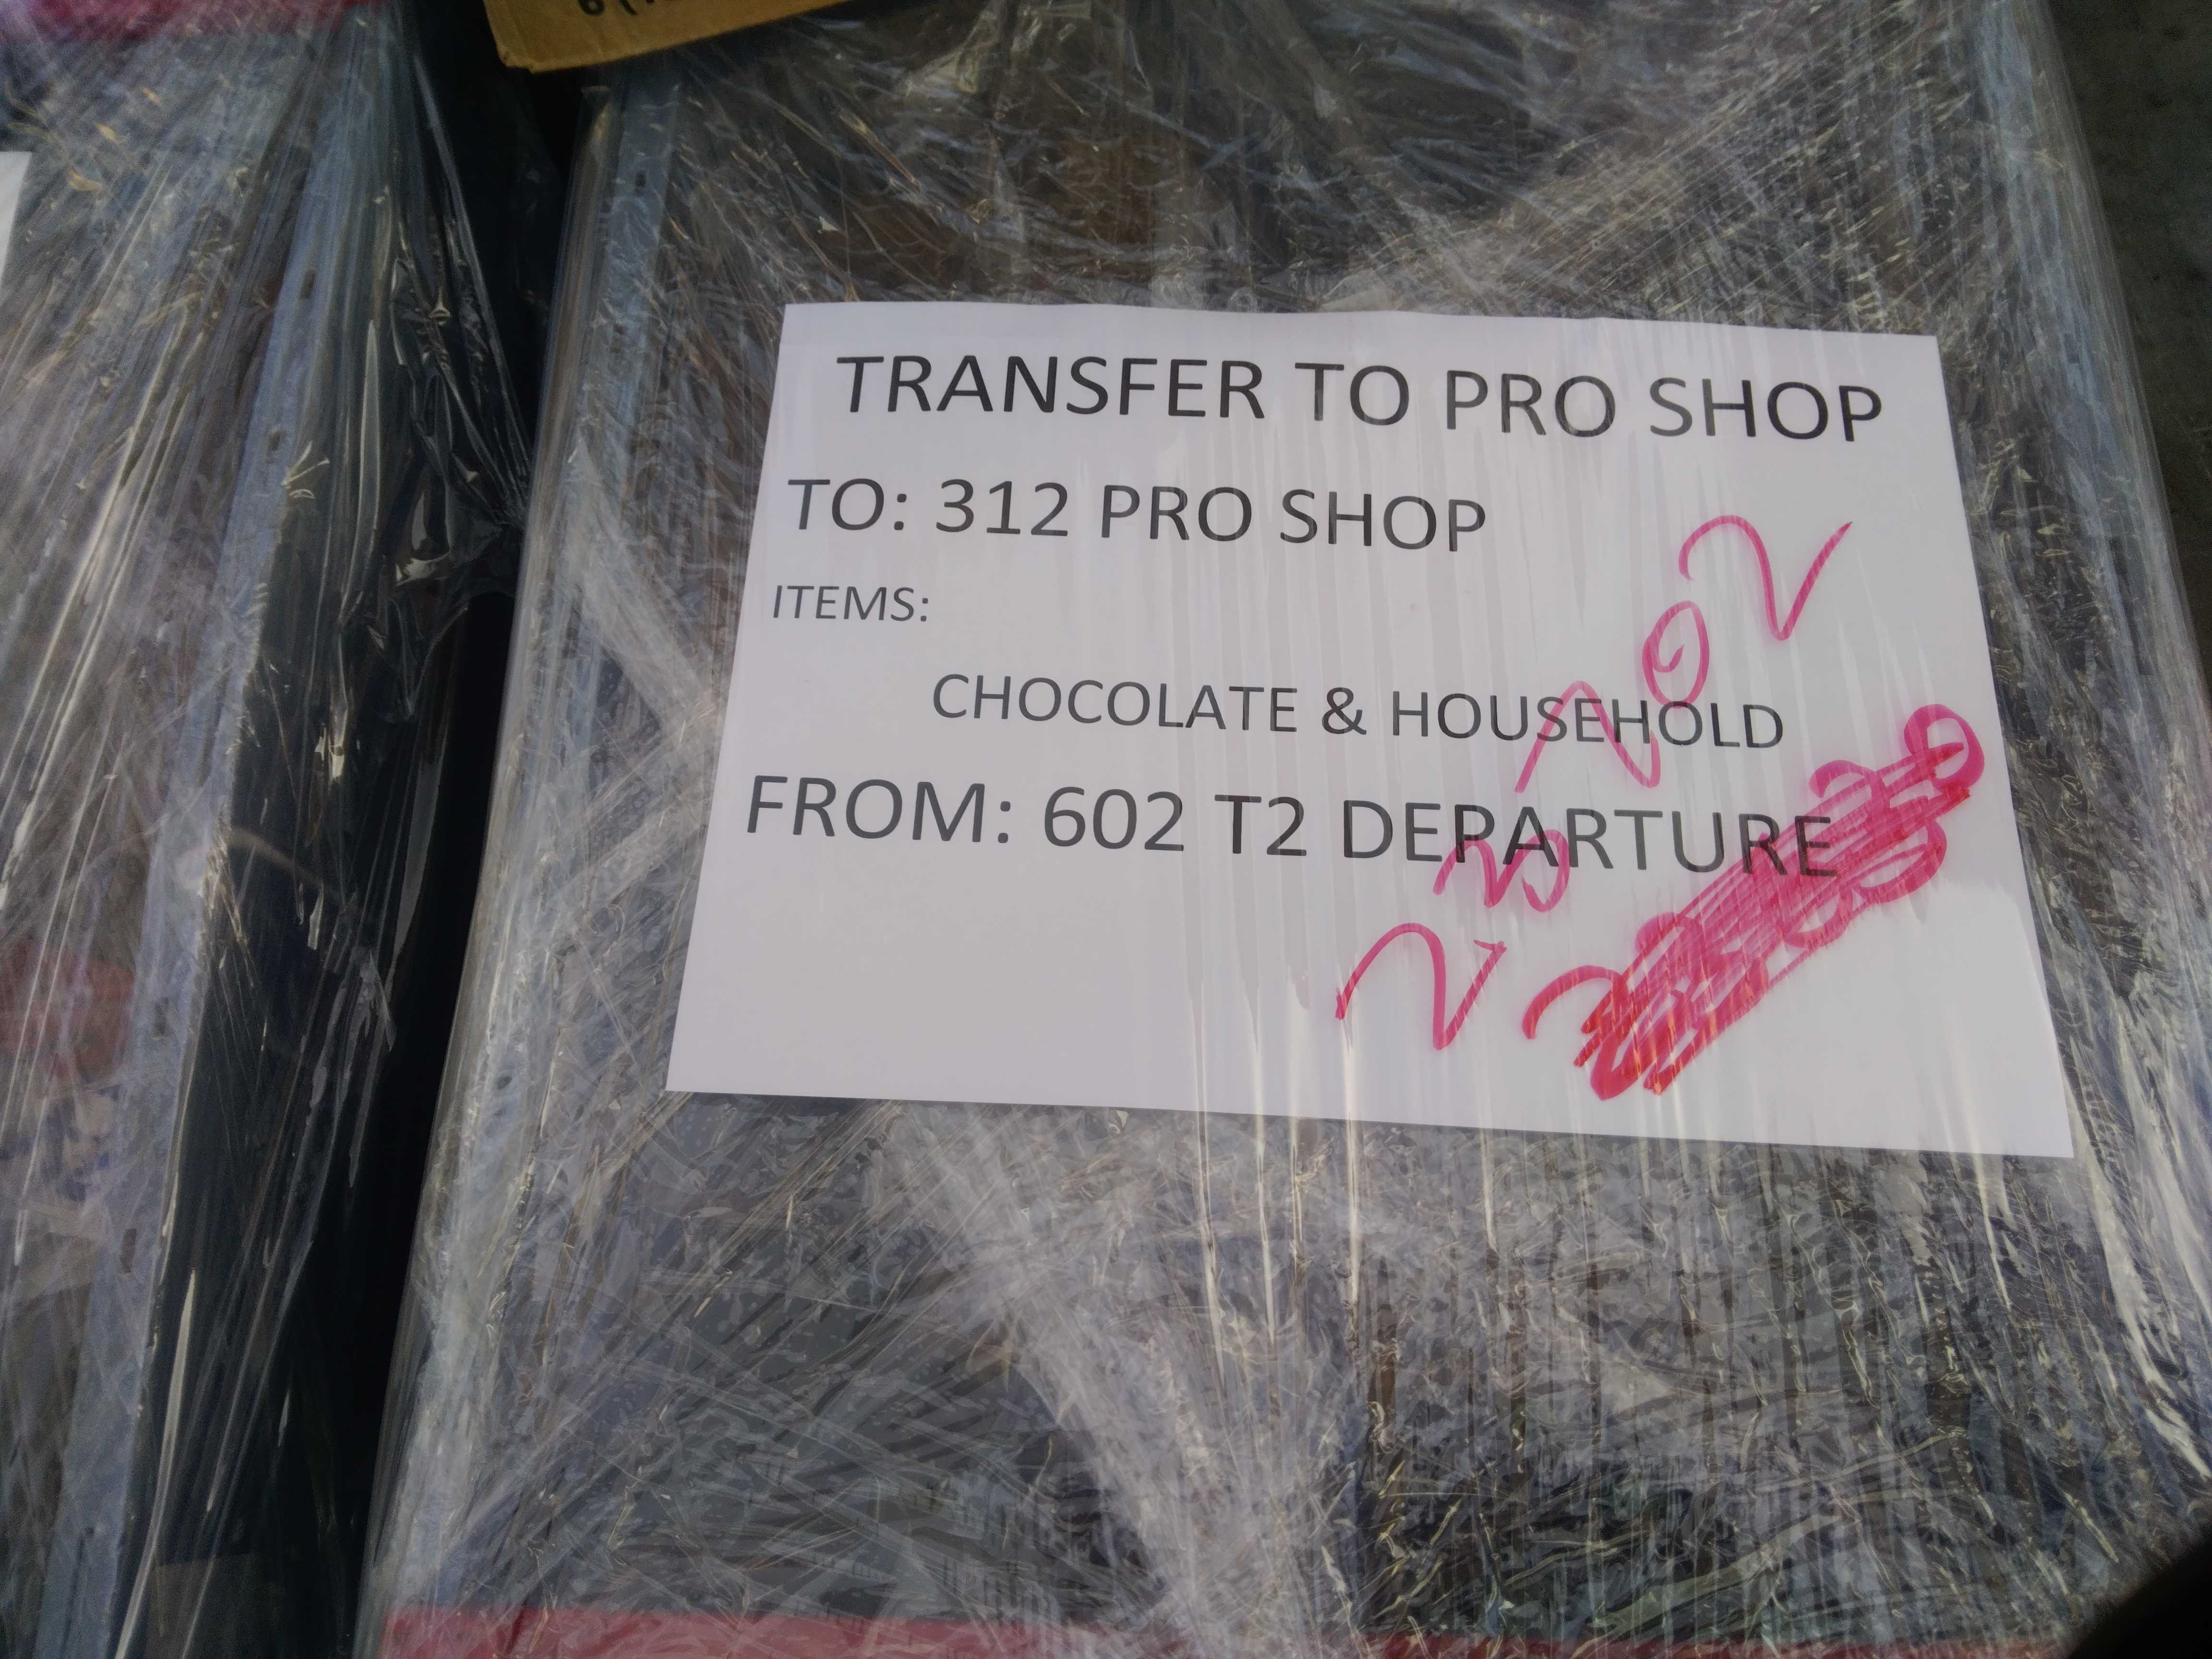 TRANSFER TO PRO SHOP
TO: 312 PRO SHOP
ITEMS:
CHOCOLATE & HOUSEHOLD
FROM: 602 T2 DEPARTURE